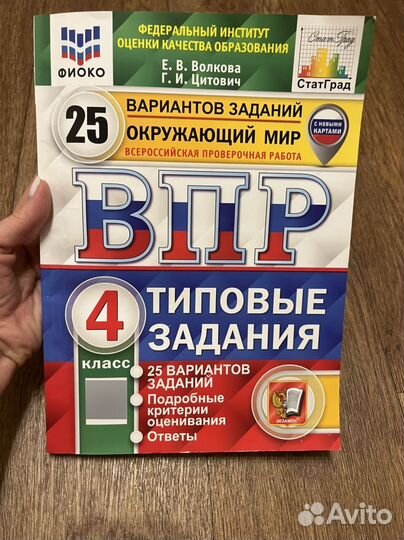 ФЕДЕРАЛЬНЫЙ ИНСТИТУТ
ОЦЕНКИ КАЧЕСТВА ОБРАЗОВАНИЯ
ФИОКО
Е. В. Волкова
Г. И. Цитович
СтатГрад
СтатГрад
25
ВАРИАНТОВ ЗАДАНИЙ
ОКРУЖАЮЩИЙ МИР
ВСЕРОССИЙСКАЯ ПРОВЕРОЧНАЯ РАБОТА
С НОВЫМИ
КАРТАМИ
ВПР
4
класс
ТИПОВЫЕ
ЗАДАНИЯ
25 ВАРИАНТОВ
ЗАДАНИЙ
Подробные
критерии
оценивания
Ответы
ЭКЗАМЕН
Avito